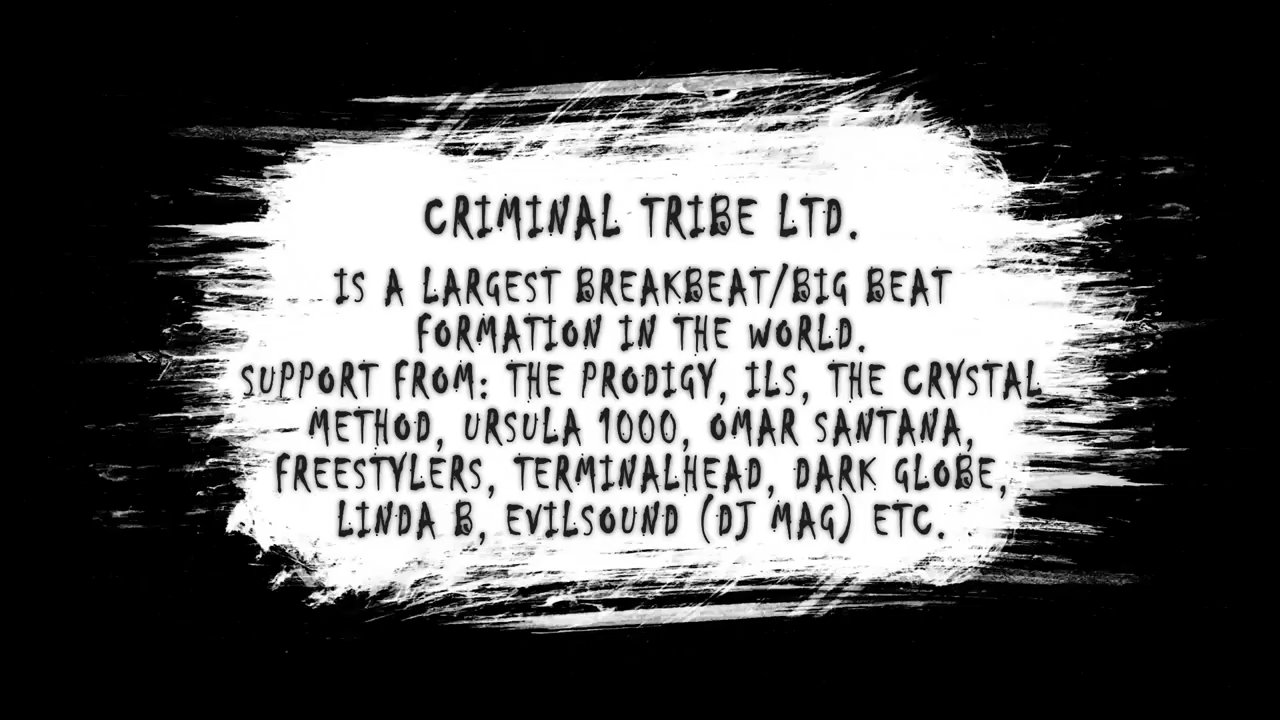 CRIMINAL TRIBE LTD.
IS A LARGEST BREAKBEAT/BIG BEAT
FORMATION IN THE WORLD.
SUPPORT FROM: THE PRODIGY, ILS, THE CRYSTAL
METHOD, URSULA 1000, OMAR SANTANA,
FREESTYLERS, TERMINALHEAD, DARK GLOBE,
LINDA B, EVILSOUND (DJ MAG) ETC.